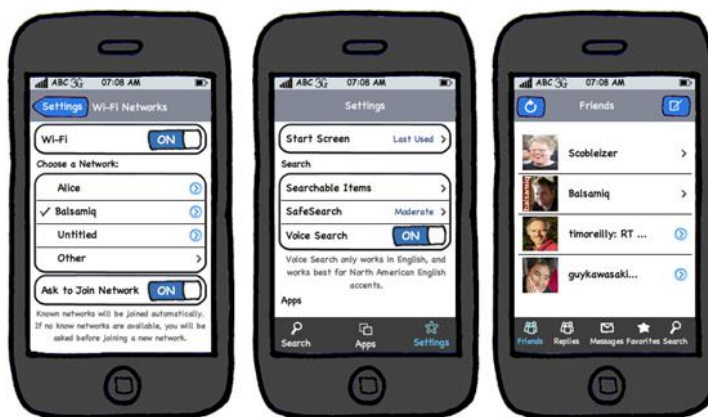 ABC 3G 07:08 AM
Settings Wi-Fi Networks
Wi-Fi ON
Choose a Network:
Alice
Balsamiq
Untitled
Other
Ask to Join Network ON
Known networks will be joined automatically.
If no know networks are available, you will be
asked before joining a new network.
ABC 3G 07:08 AM
Settings
Start Screen Last Used
Search
Searchable Items
SafeSearch Moderate
Voice Search ON
Voice Search only works in English, and
works best for North American English
accents.
Apps
Search Apps Settings
ABC 3G 07:08 AM
Friends
Scobleizer
balsamiq
Balsamiq
timoreilly: RT ...
guykawasaki...
Friends Replies Messages Favorites Search